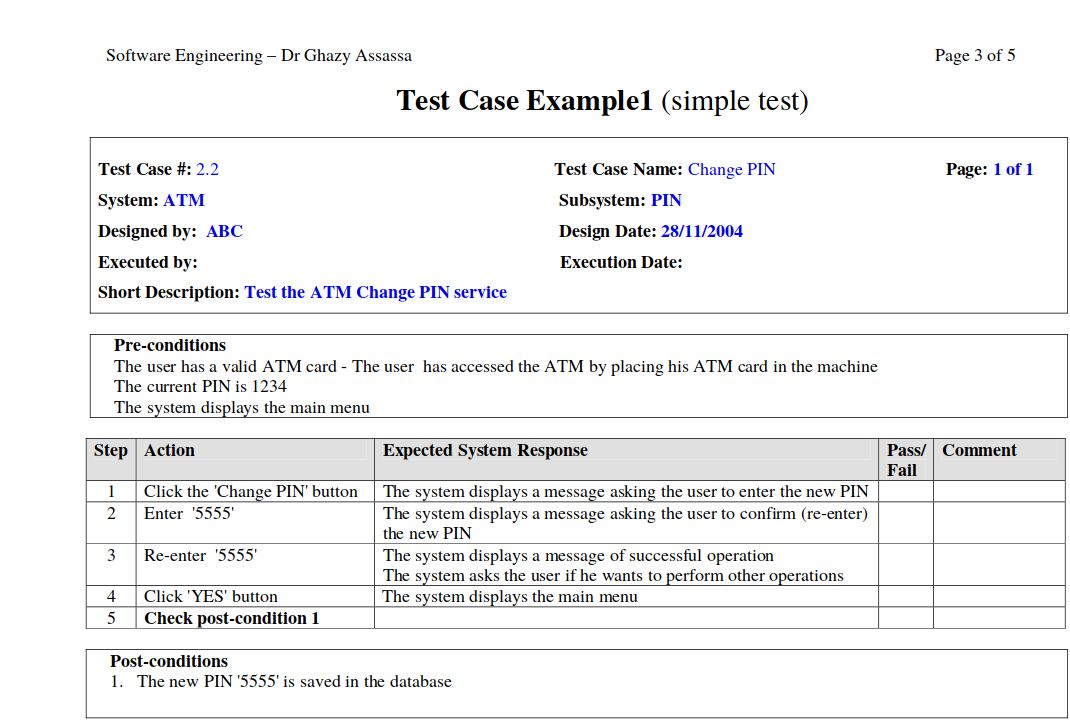 Software Engineering – Dr Ghazy Assassa Page 3 of 5
Test Case Example1 (simple test)
Test Case #: 2.2 Test Case Name: Change PIN Page: 1 of 1
System: ATM Subsystem: PIN
Designed by: ABC Design Date: 28/11/2004
Executed by: Execution Date:
Short Description: Test the ATM Change PIN service
Pre-conditions
The user has a valid ATM card - The user has accessed the ATM by placing his ATM card in the machine
The current PIN is 1234
The system displays the main menu
Step Action Expected System Response Pass/ Comment
Fail
1 Click the 'Change PIN' button The system displays a message asking the user to enter the new PIN
2 Enter '5555' The system displays a message asking the user to confirm (re-enter)
the new PIN
3 Re-enter '5555' The system displays a message of successful operation
The system asks the user if he wants to perform other operations
4 Click 'YES' button The system displays the main menu
5 Check post-condition 1
Post-conditions
1. The new PIN '5555' is saved in the database